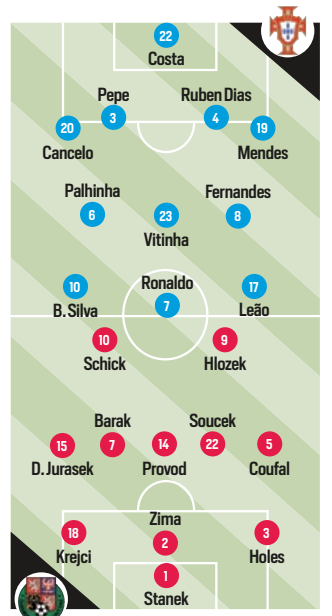 22
Costa
Pepe Ruben Dias
3 4
20 19
Cancelo Mendes
Palhinha Fernandes
6 23 8
Vitinha
10 Ronaldo 17
B. Silva 7 Leão
10 9
Schick Hlozek
Barak Soucek
15 7 14 22 5
D. Jurasek Provod Coufal
Zima
18 2 3
Krejci Holes
1
Stanek